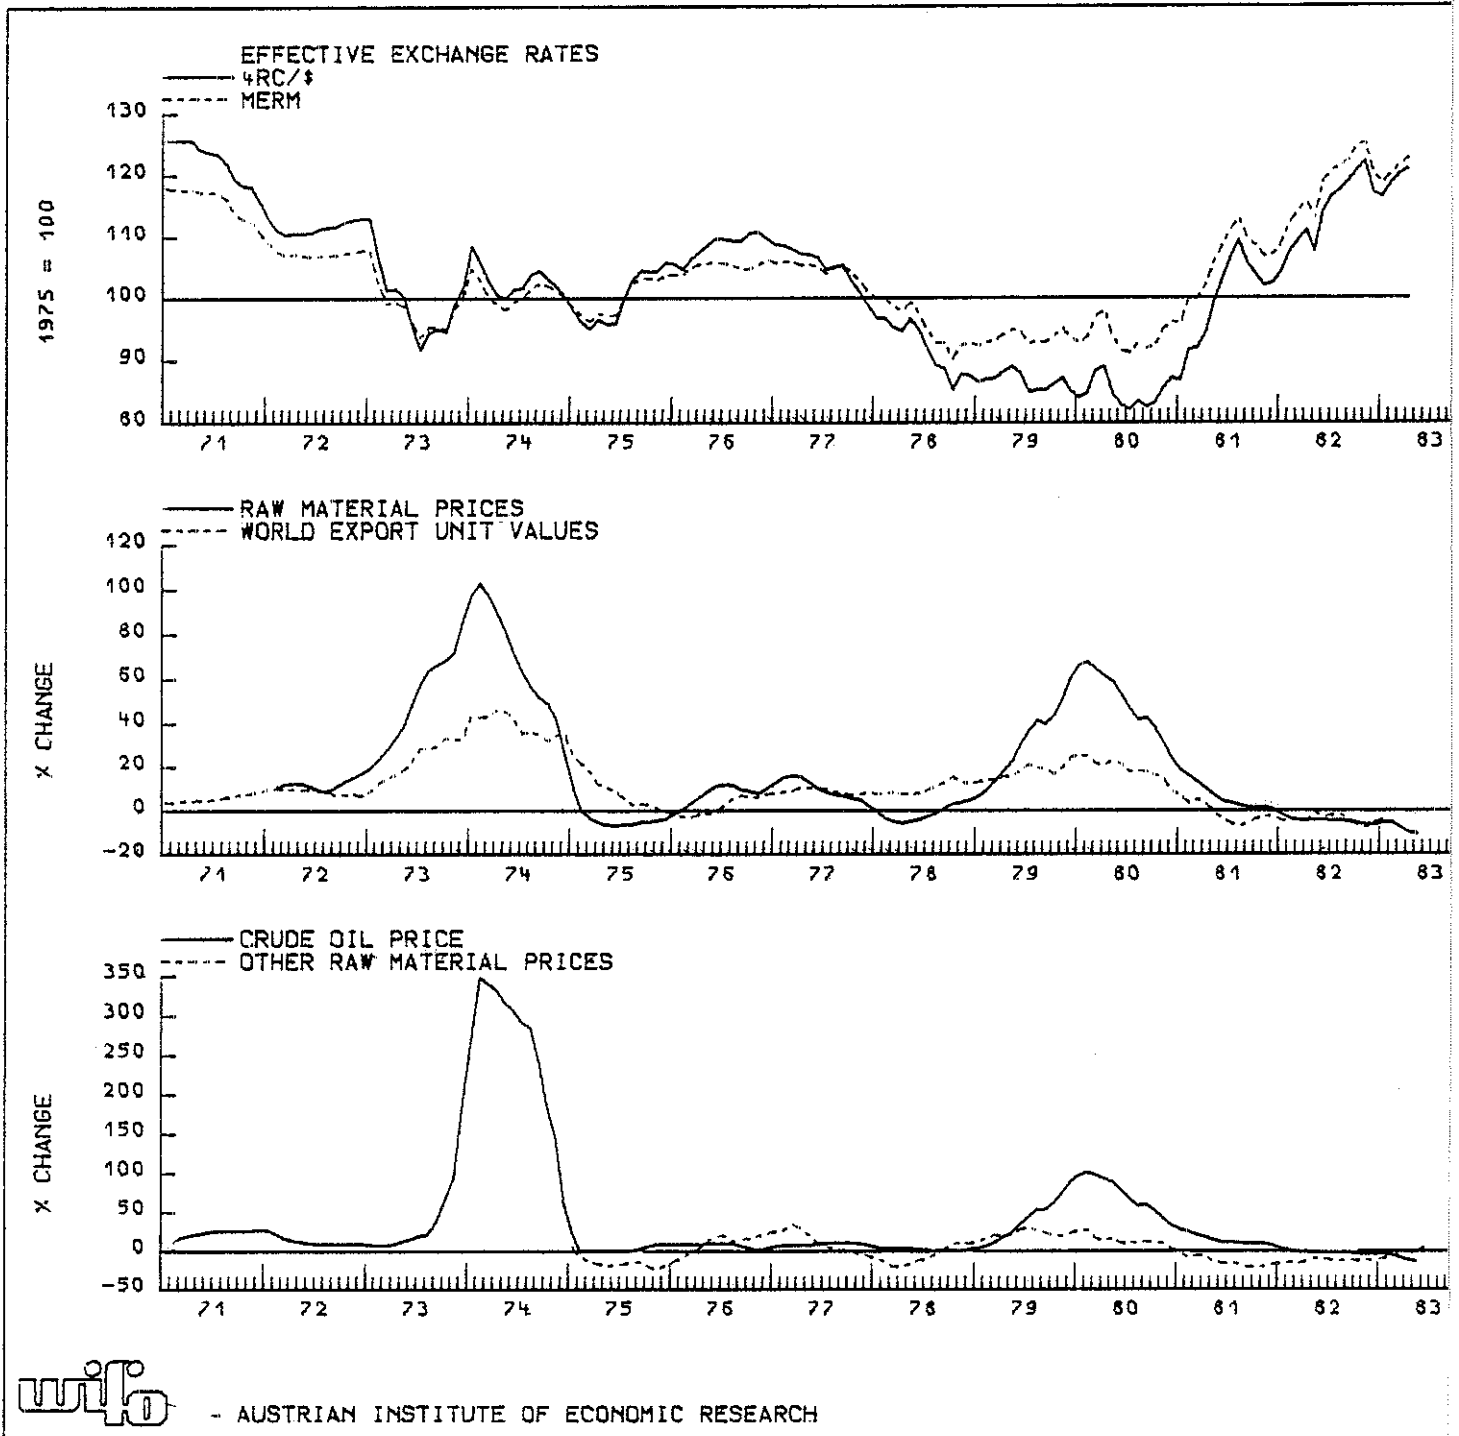 EFFECTIVE EXCHANGE RATES
4RC/$
MERM
130
120
110
100
90
80
1975 = 100
71 72 73 74 75 76 77 78 79 80 81 82 83
RAW MATERIAL PRICES
WORLD EXPORT UNIT VALUES
120
100
80
60
40
20
0
-20
% CHANGE
71 72 73 74 75 76 77 78 79 80 81 82 83
CRUDE OIL PRICE
OTHER RAW MATERIAL PRICES
350
300
250
200
150
100
50
0
-50
% CHANGE
71 72 73 74 75 76 77 78 79 80 81 82 83
wifo
- AUSTRIAN INSTITUTE OF ECONOMIC RESEARCH